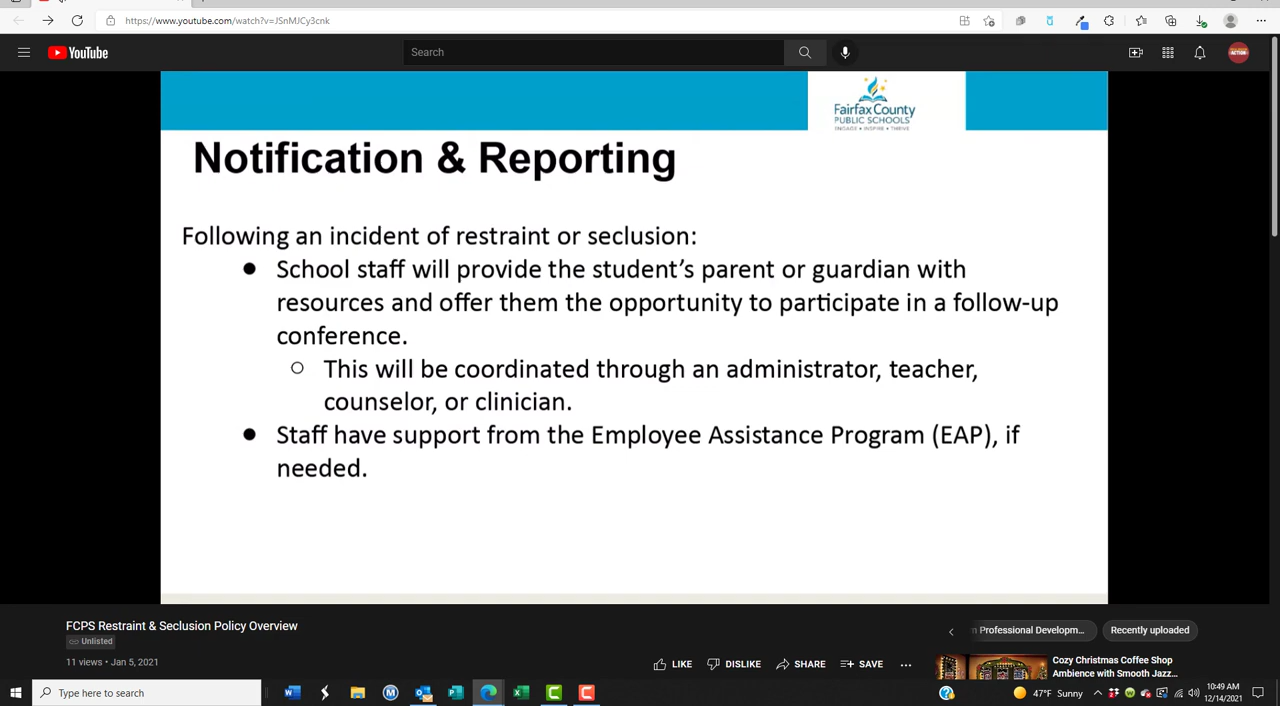 https://www.youtube.com/watch?v=JSnMJCy3cnk
YouTube
Search
ACTION
Fairfax County
PUBLIC SCHOOLS
ENGAGE • INSPIRE • THRIVE
Notification & Reporting
Following an incident of restraint or seclusion:
● School staff will provide the student's parent or guardian with
resources and offer them the opportunity to participate in a follow-up
conference.
○ This will be coordinated through an administrator, teacher,
counselor, or clinician.
● Staff have support from the Employee Assistance Program (EAP), if
needed.
FCPS Restraint & Seclusion Policy Overview
Unlisted
11 views • Jan 5, 2021
LIKE
DISLIKE
SHARE
SAVE
n Professional Developm...
Recently uploaded
Cozy Christmas Coffee Shop
Ambience with Smooth Jazz...
Type here to search
47°F Sunny
10:49 AM
12/14/2021